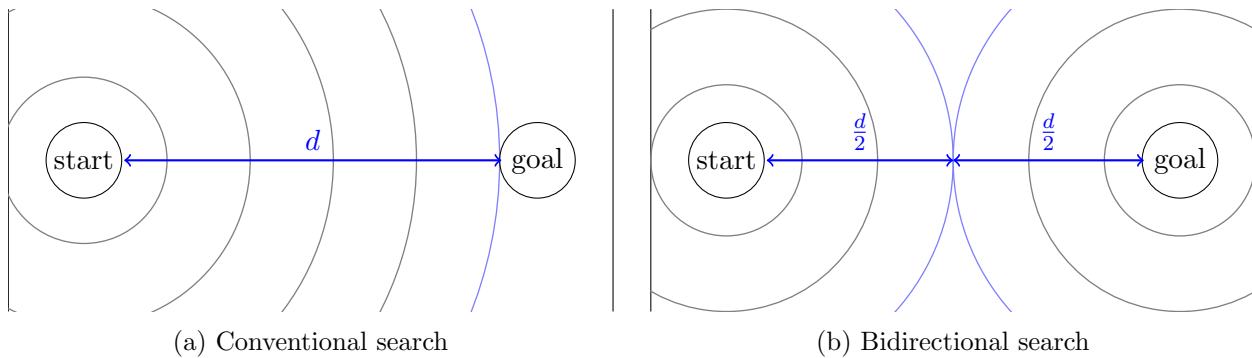 start
d
goal
start
d/2
d/2
goal
(a) Conventional search
(b) Bidirectional search